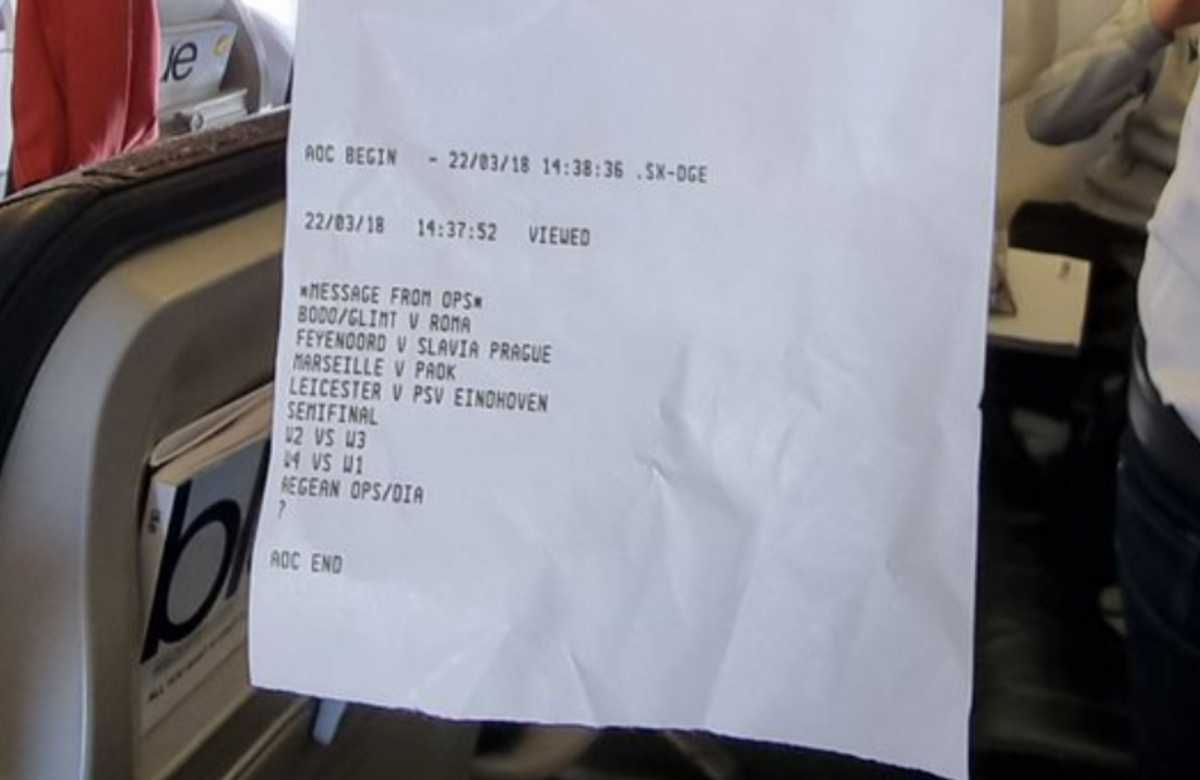 ue
AOC BEGIN - 22/03/18 14:38:36 .SX-DGE
22/03/18 14:37:52 VIEWED
*MESSAGE FROM OPS*
BODO/GLIMT V ROMA
FEYENOORD V SLAVIA PRAGUE
MARSEILLE V PAOK
LEICESTER V PSV EINDHOVEN
SEMIFINAL
W2 VS W3
W4 VS W1
AEGEAN OPS/DIA
?
AOC END
bl